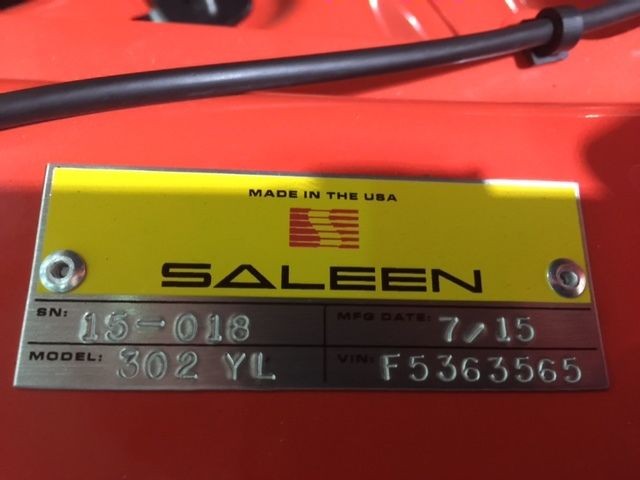 MADE IN THE USA
SALEEN
SN: 15-018 MFG DATE: 7/15
MODEL: 302 YL VIN: F5363565